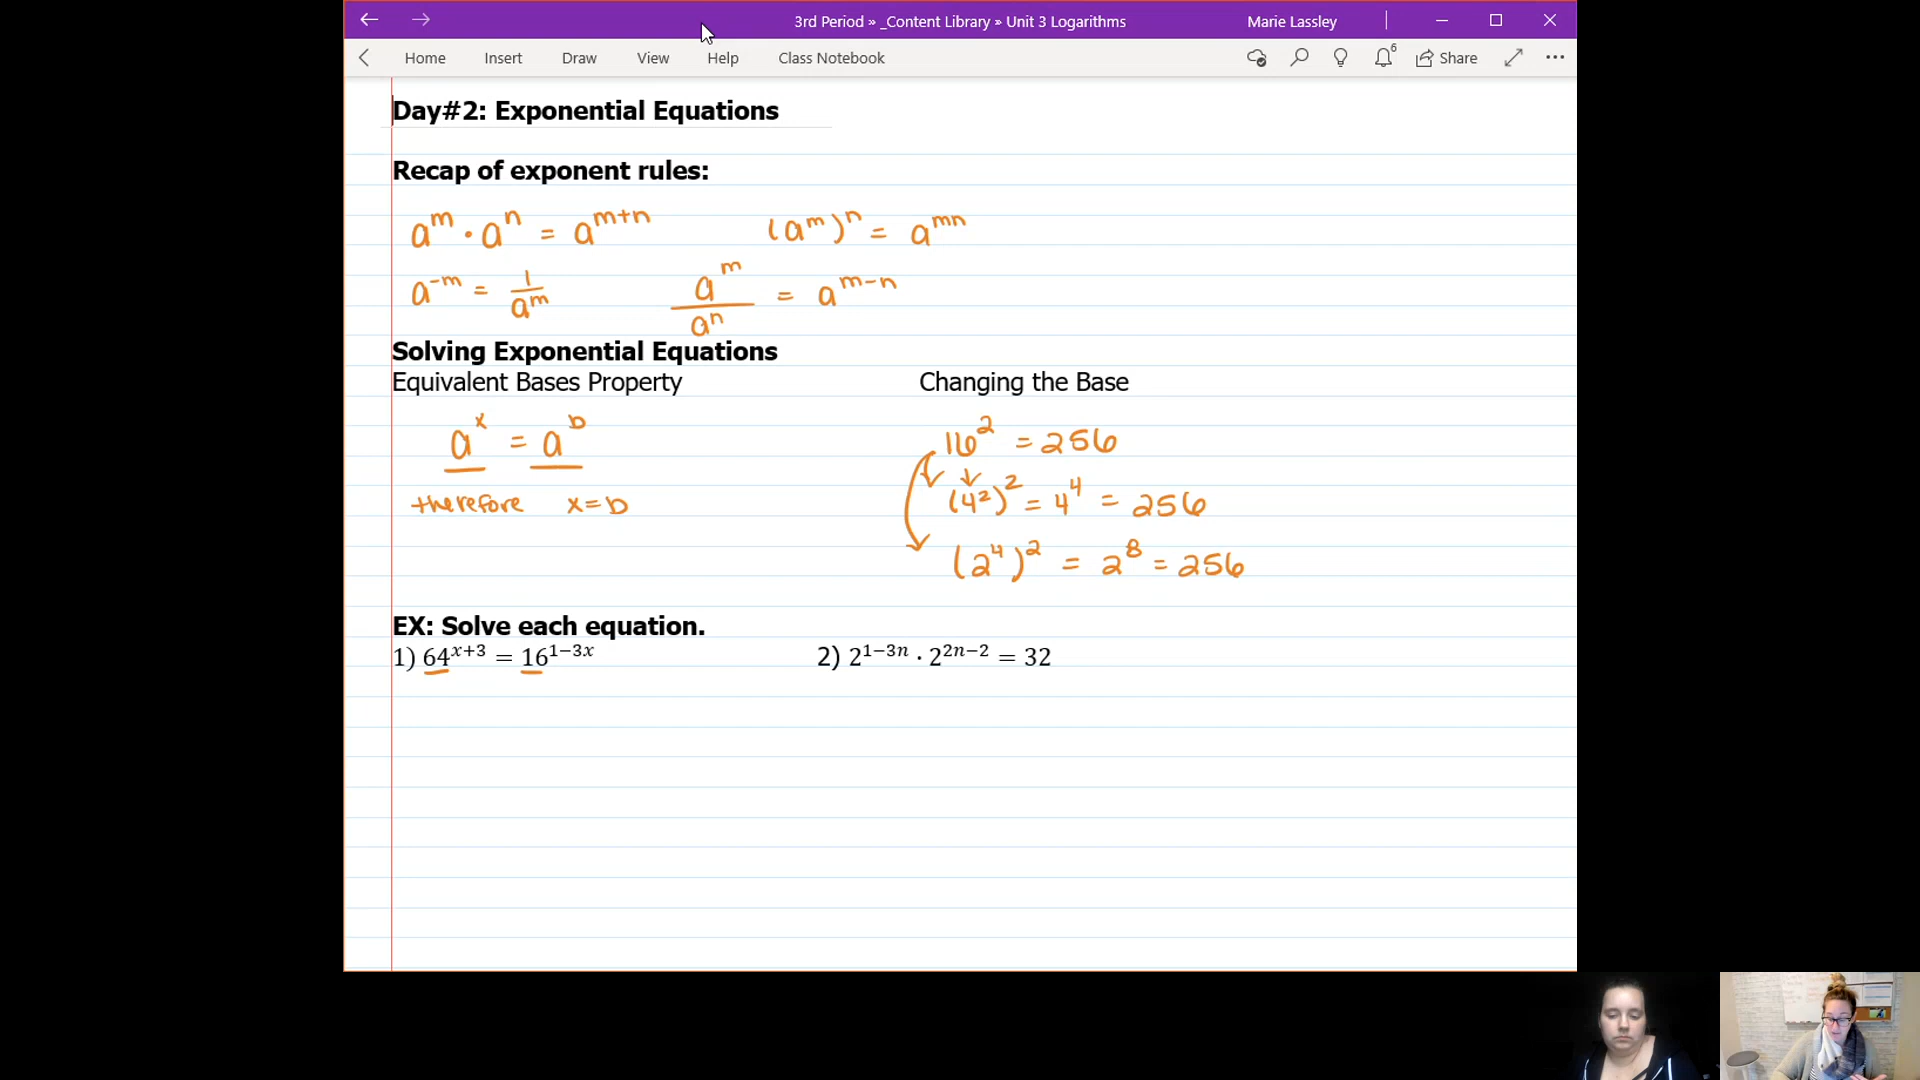 3rd Period » _Content Library » Unit 3 Logarithms Marie Lassley
Home Insert Draw View Help Class Notebook 6 Share
Day#2: Exponential Equations
Recap of exponent rules:
a^m · a^n = a^{m+n} (a^m)^n = a^{mn}
a^{-m} = 1/a^m a^m/a^n = a^{m-n}
Solving Exponential Equations
Equivalent Bases Property Changing the Base
a^x = a^b 16^2 = 256
therefore x = b (4^2)^2 = 4^4 = 256
(2^4)^2 = 2^8 = 256
EX: Solve each equation.
1) 64^{x+3} = 16^{1−3x} 2) 2^{1−3n} · 2^{2n−2} = 32